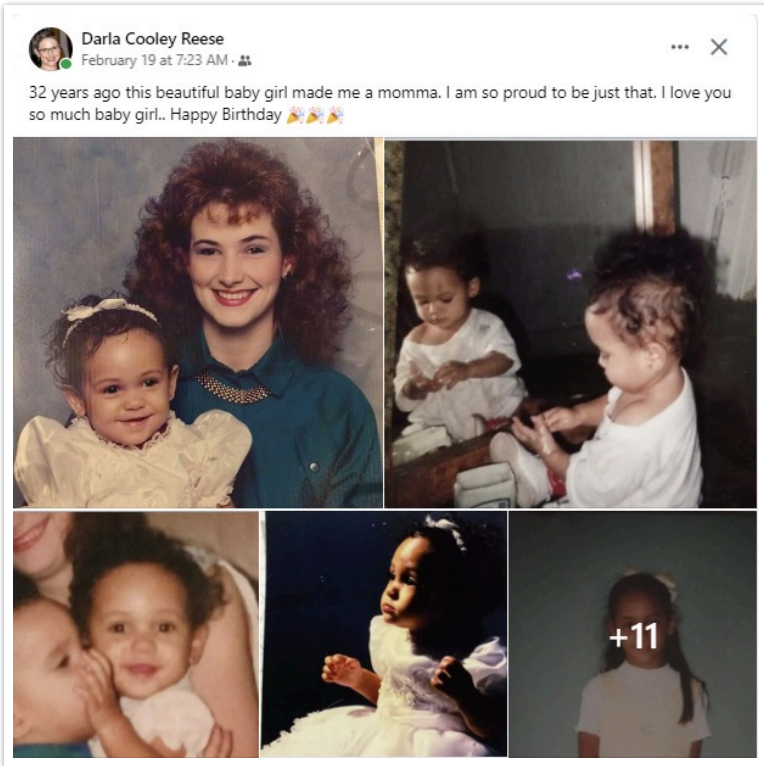 Darla Cooley Reese
February 19 at 7:23 AM ·
32 years ago this beautiful baby girl made me a momma. I am so proud to be just that. I love you
so much baby girl.. Happy Birthday 🎉🎉🎉
+11